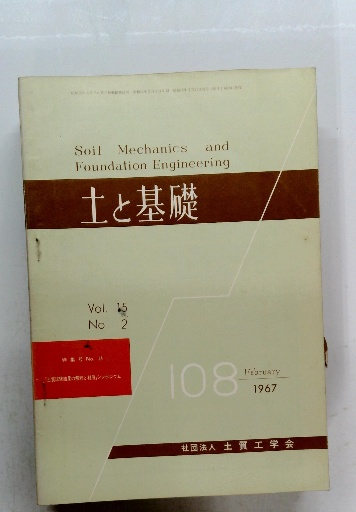 Soil Mechanics and
Foundation Engineering
土と基礎
Vol. 15
No. 2
108
February
1967
社団法人 土質工学会